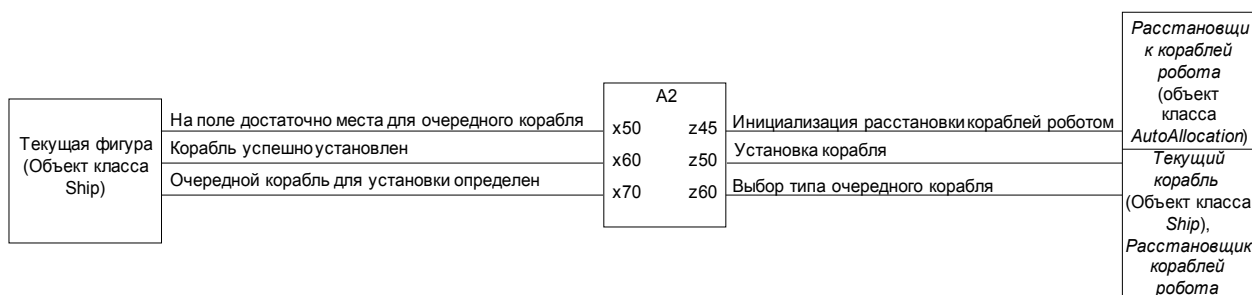 Текущая фигура
(Объект класса
Ship)
На поле достаточно места для очередного корабля
Корабль успешно установлен
Очередной корабль для установки определен
A2
x50
x60
x70
z45
z50
z60
Инициализация расстановки кораблей роботом
Установка корабля
Выбор типа очередного корабля
Расстановщи
к кораблей
робота
(объект
класса
AutoAllocation)
Текущий
корабль
(Объект класса
Ship),
Расстановщик
кораблей
робота